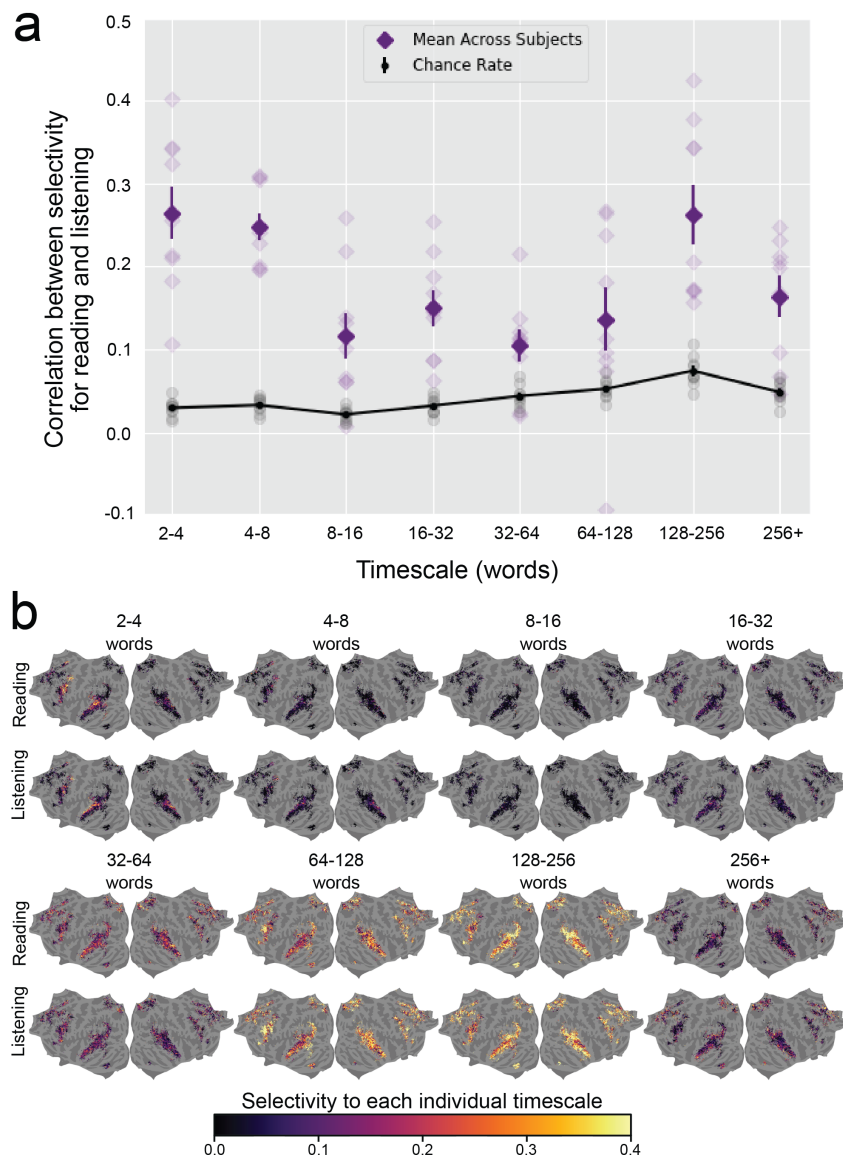 a
0.5
0.4
0.3
0.2
0.1
0.0
-0.1
Correlation between selectivity
for reading and listening
Mean Across Subjects
Chance Rate
2-4 4-8 8-16 16-32 32-64 64-128 128-256 256+
Timescale (words)
b
2-4 4-8 8-16 16-32
words words words words
Reading
Listening
32-64 64-128 128-256 256+
words words words words
Reading
Listening
Selectivity to each individual timescale
0.0 0.1 0.2 0.3 0.4